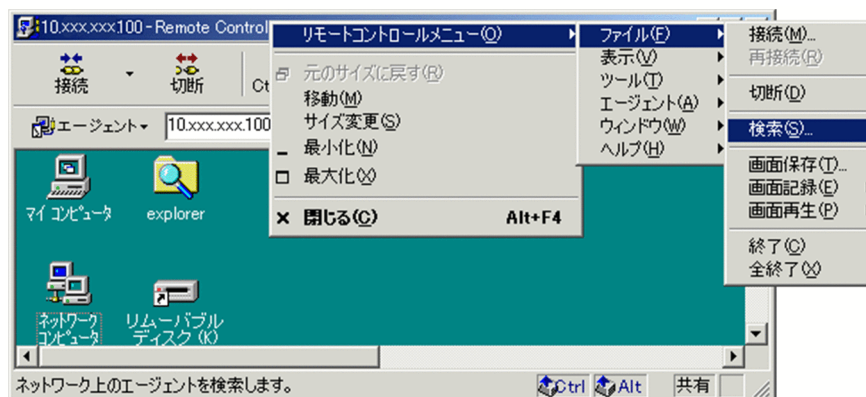 10.xxx.xxx100 - Remote Control
接続
切断
エージェント
10.xxx.xxx.100
リモートコントロールメニュー(O)
元のサイズに戻す(R)
移動(M)
サイズ変更(S)
最小化(N)
最大化(X)
閉じる(C) Alt+F4
ファイル(F)
表示(V)
ツール(T)
エージェント(A)
ウィンドウ(W)
ヘルプ(H)
接続(M)...
再接続(R)
切断(D)
検索(S)...
画面保存(T)...
画面記録(E)
画面再生(P)
終了(C)
全終了(X)
マイ コンピュータ
explorer
ネットワーク
コンピュータ
リムーバブル
ディスク (K)
ネットワーク上のエージェントを検索します。
Ctrl
Alt
共有